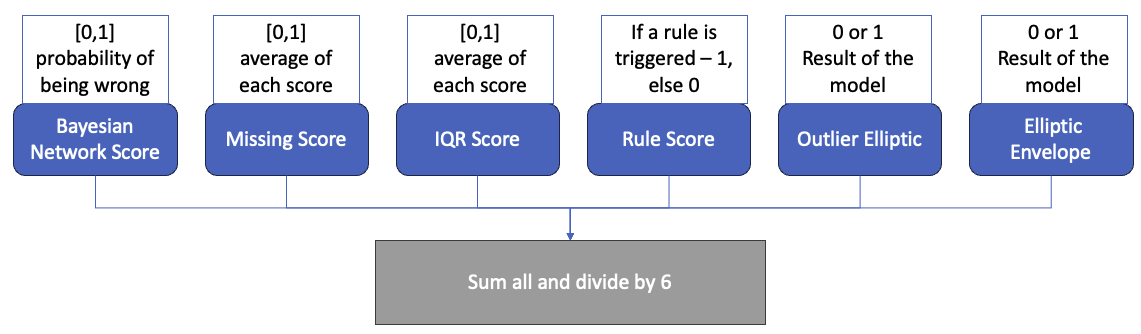 [0,1]
probability of
being wrong
[0,1]
average of
each score
[0,1]
average of
each score
If a rule is
triggered – 1,
else 0
0 or 1
Result of the
model
0 or 1
Result of the
model
Bayesian
Network Score
Missing Score
IQR Score
Rule Score
Outlier Elliptic
Elliptic
Envelope
Sum all and divide by 6